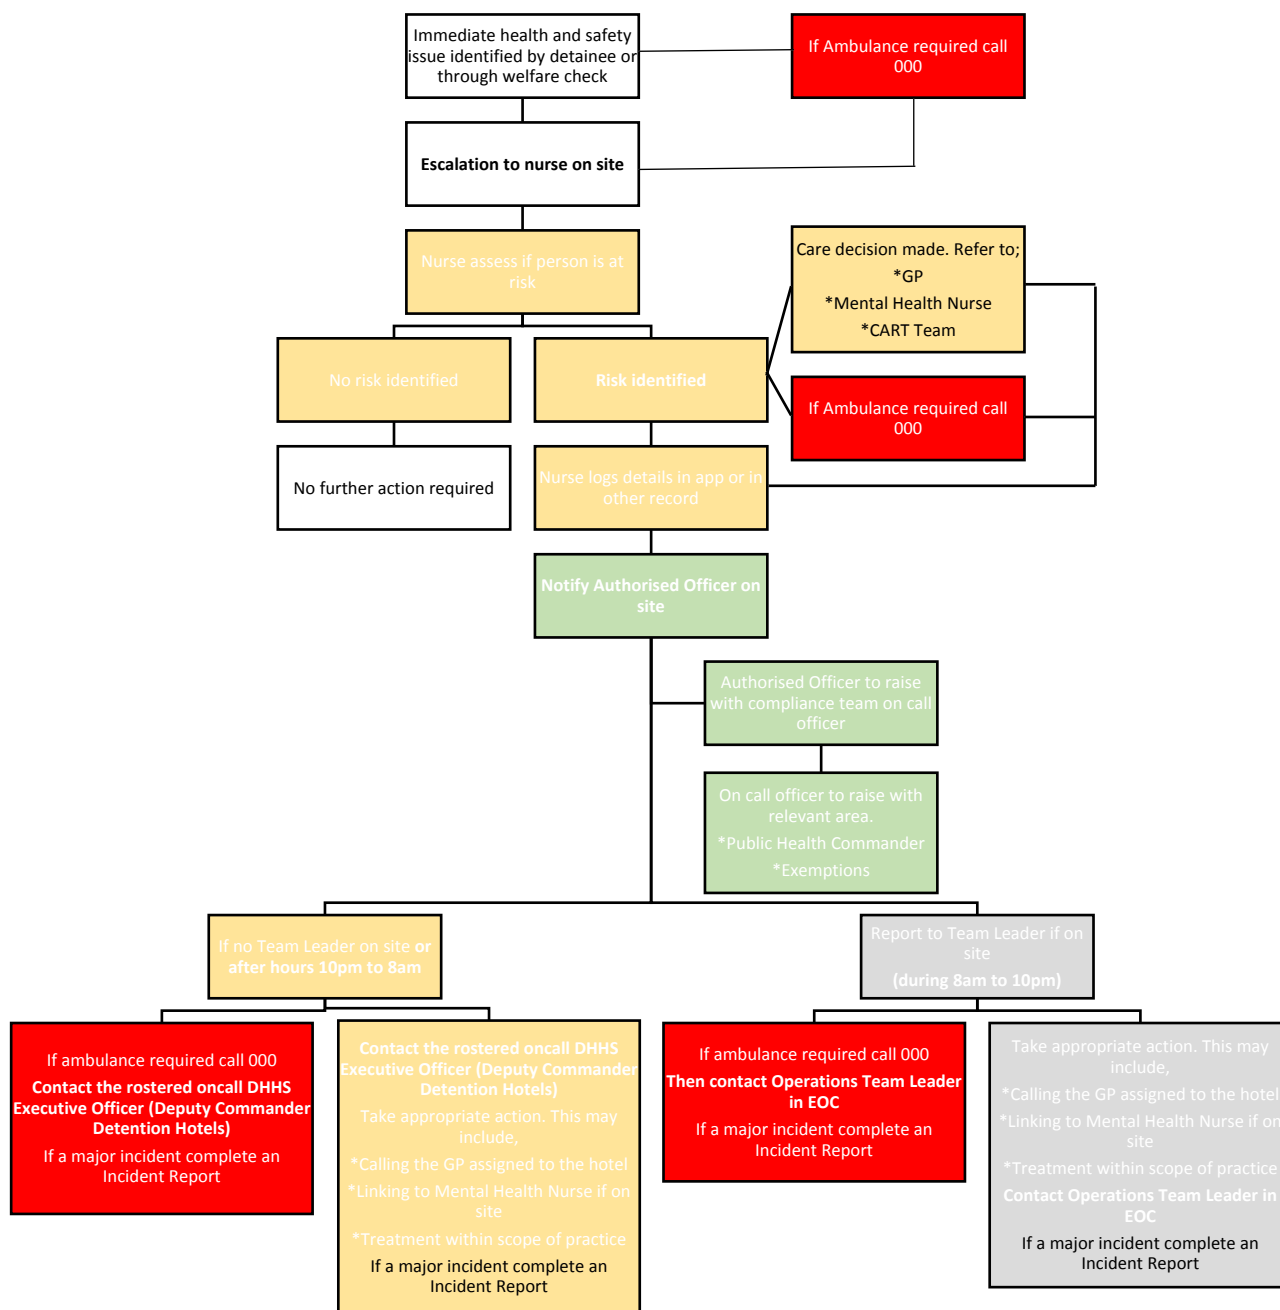 Immediate health and safety
issue identified by detainee or
through welfare check
If Ambulance required call
000
Escalation to nurse on site
Nurse assess if person is at
risk
Care decision made. Refer to;
*GP
*Mental Health Nurse
*CART Team
No risk identified
Risk identified
If Ambulance required call
000
No further action required
Nurse logs details in app or in
other record
Notify Authorised Officer on
site
Authorised Officer to raise
with compliance team on call
officer
On call officer to raise with
relevant area.
*Public Health Commander
*Exemptions
If no Team Leader on site or
after hours 10pm to 8am
Report to Team Leader if on
site
(during 8am to 10pm)
If ambulance required call 000
Contact the rostered oncall DHHS
Executive Officer (Deputy Commander
Detention Hotels)
If a major incident complete an
Incident Report
Contact the rostered oncall DHHS
Executive Officer (Deputy Commander
Detention Hotels)
Take appropriate action. This may
include,
*Calling the GP assigned to the hotel
*Linking to Mental Health Nurse if on
site
*Treatment within scope of practice
If a major incident complete an
Incident Report
If ambulance required call 000
Then contact Operations Team Leader
in EOC
If a major incident complete an
Incident Report
Take appropriate action. This may
include,
*Calling the GP assigned to the hotel
*Linking to Mental Health Nurse if on
site
*Treatment within scope of practice
Contact Operations Team Leader in
EOC
If a major incident complete an
Incident Report